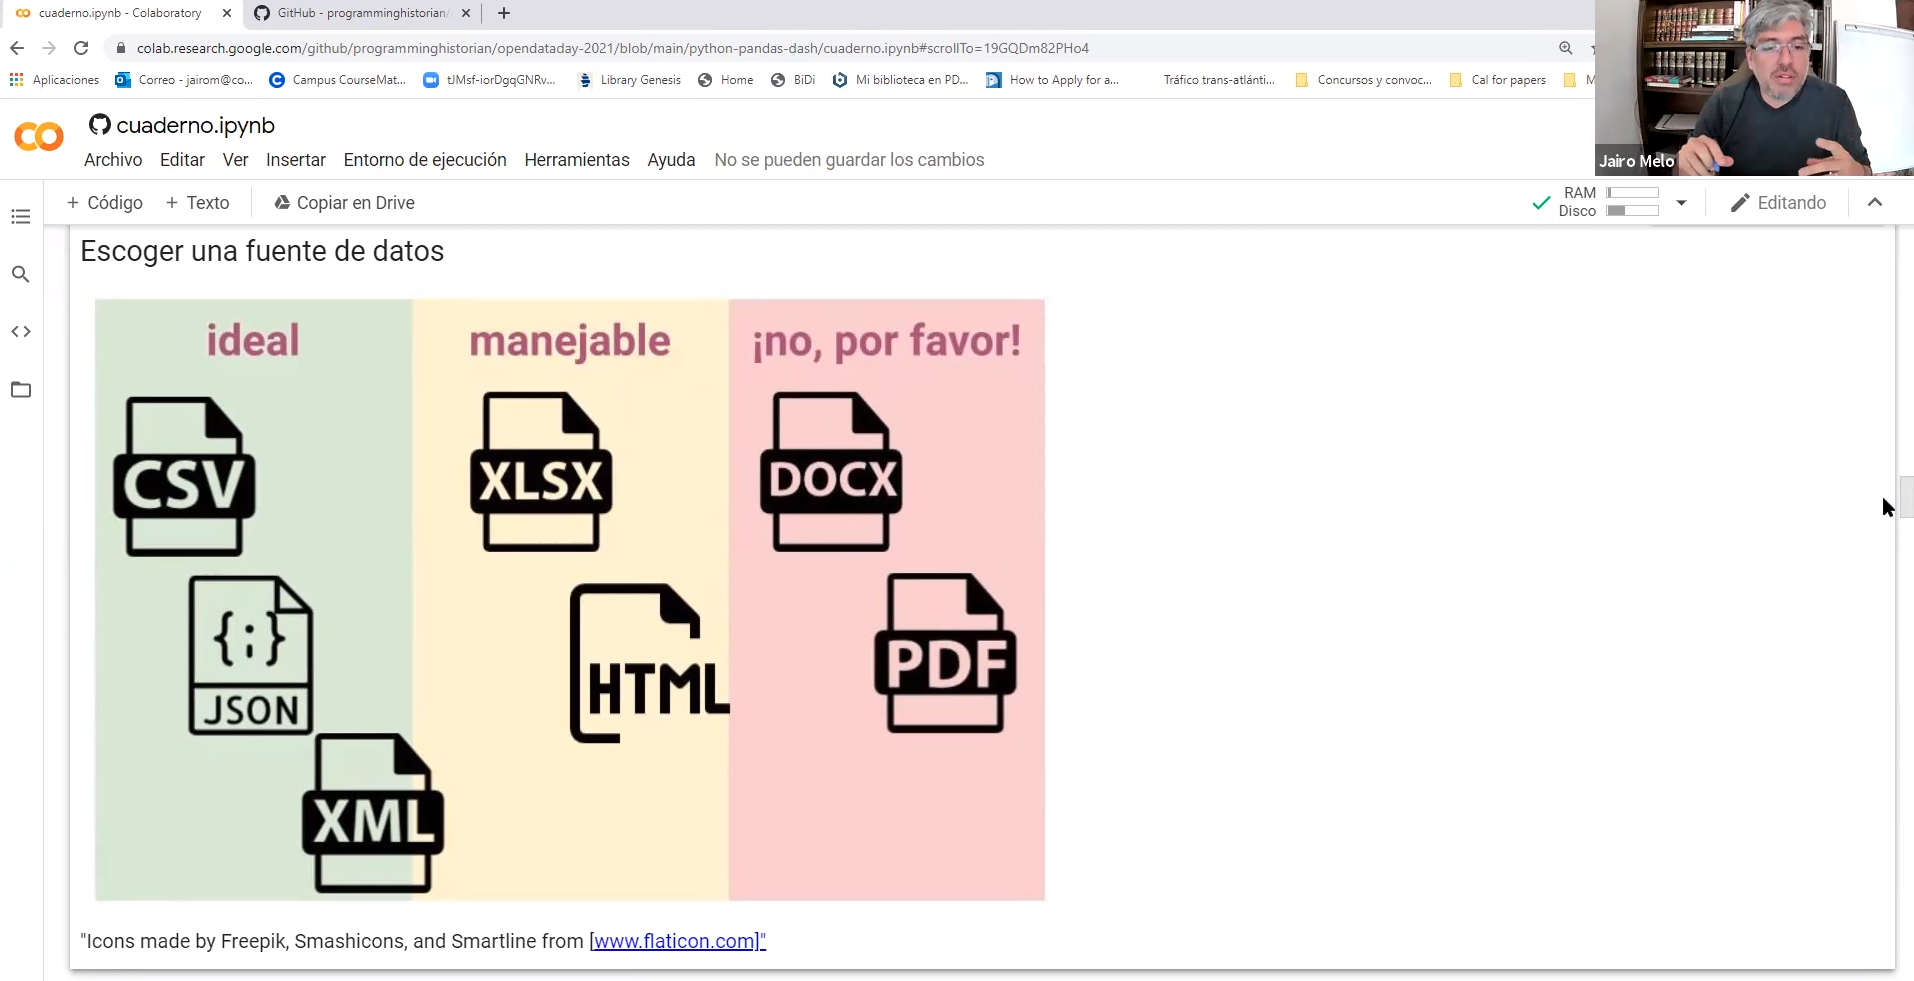 cuaderno.ipynb - Colaboratory
GitHub - programminghistorian/
colab.research.google.com/github/programminghistorian/opendataday-2021/blob/main/python-pandas-dash/cuaderno.ipynb#scrollTo=19GQDm82PHo4
Aplicaciones Correo - jairom@co... Campus CourseMat... tJMsf-iorDgqGNRv... Library Genesis Home BiDi Mi biblioteca en PD... How to Apply for a... Tráfico trans-atlánti... Concursos y convoc... Cal for papers M
cuaderno.ipynb
Archivo Editar Ver Insertar Entorno de ejecución Herramientas Ayuda No se pueden guardar los cambios
Jairo Melo
+ Código + Texto Copiar en Drive
RAM
Disco
Editando
Escoger una fuente de datos
ideal manejable ¡no, por favor!
CSV XLSX DOCX
{;}
JSON HTML PDF
XML
"Icons made by Freepik, Smashicons, and Smartline from [www.flaticon.com]"